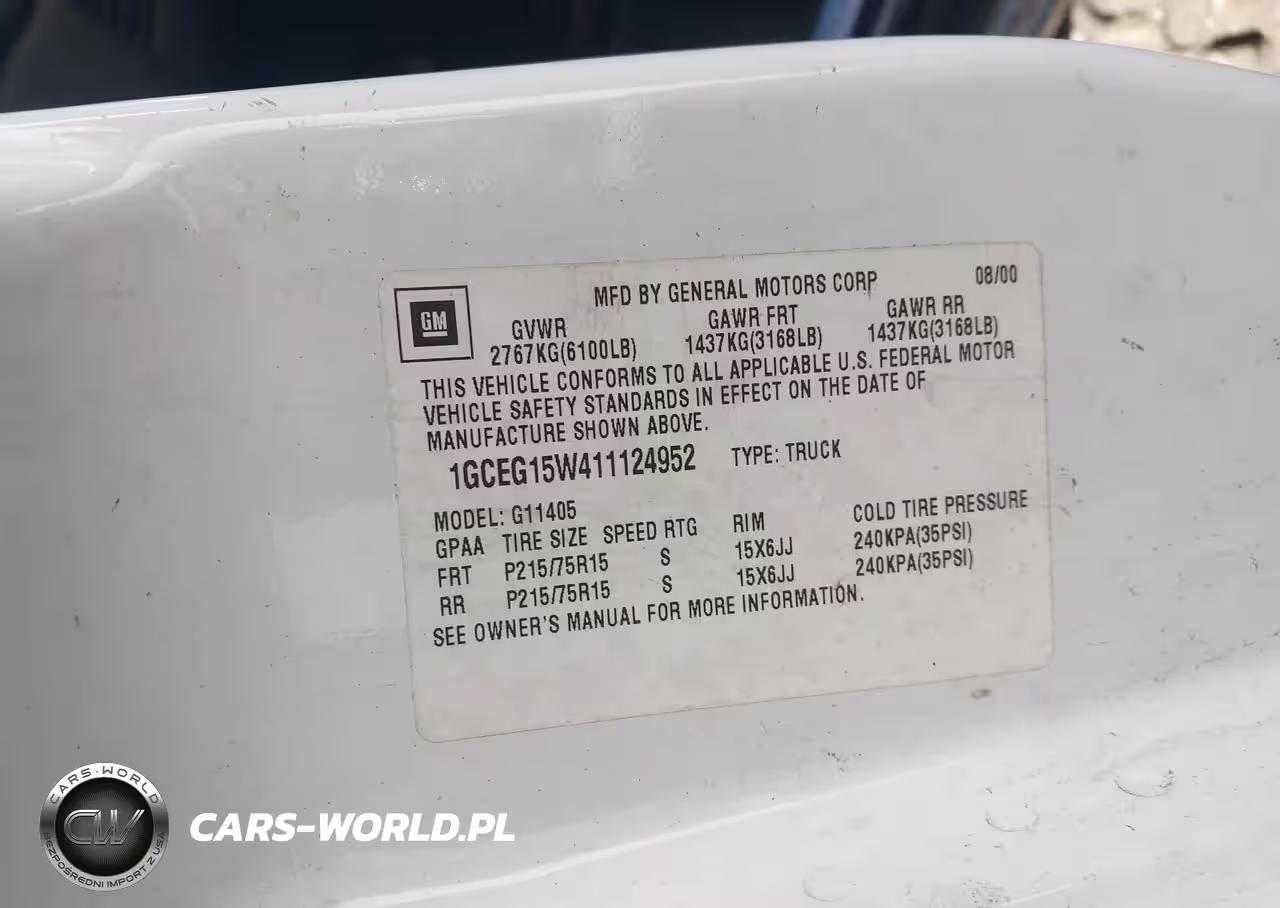 MFD BY GENERAL MOTORS CORP 08/00
GM
GVWR GAWR FRT GAWR RR
2767KG(6100LB) 1437KG(3168LB) 1437KG(3168LB)
THIS VEHICLE CONFORMS TO ALL APPLICABLE U.S. FEDERAL MOTOR
VEHICLE SAFETY STANDARDS IN EFFECT ON THE DATE OF
MANUFACTURE SHOWN ABOVE.
1GCEG15W411124952 TYPE: TRUCK
MODEL: G11405
GPAA TIRE SIZE SPEED RTG RIM COLD TIRE PRESSURE
FRT P215/75R15 S 15X6JJ 240KPA(35PSI)
RR P215/75R15 S 15X6JJ 240KPA(35PSI)
SEE OWNER'S MANUAL FOR MORE INFORMATION.
CARS-WORLD
CW
BEZPOŚREDNI IMPORT Z USA
CARS-WORLD.PL